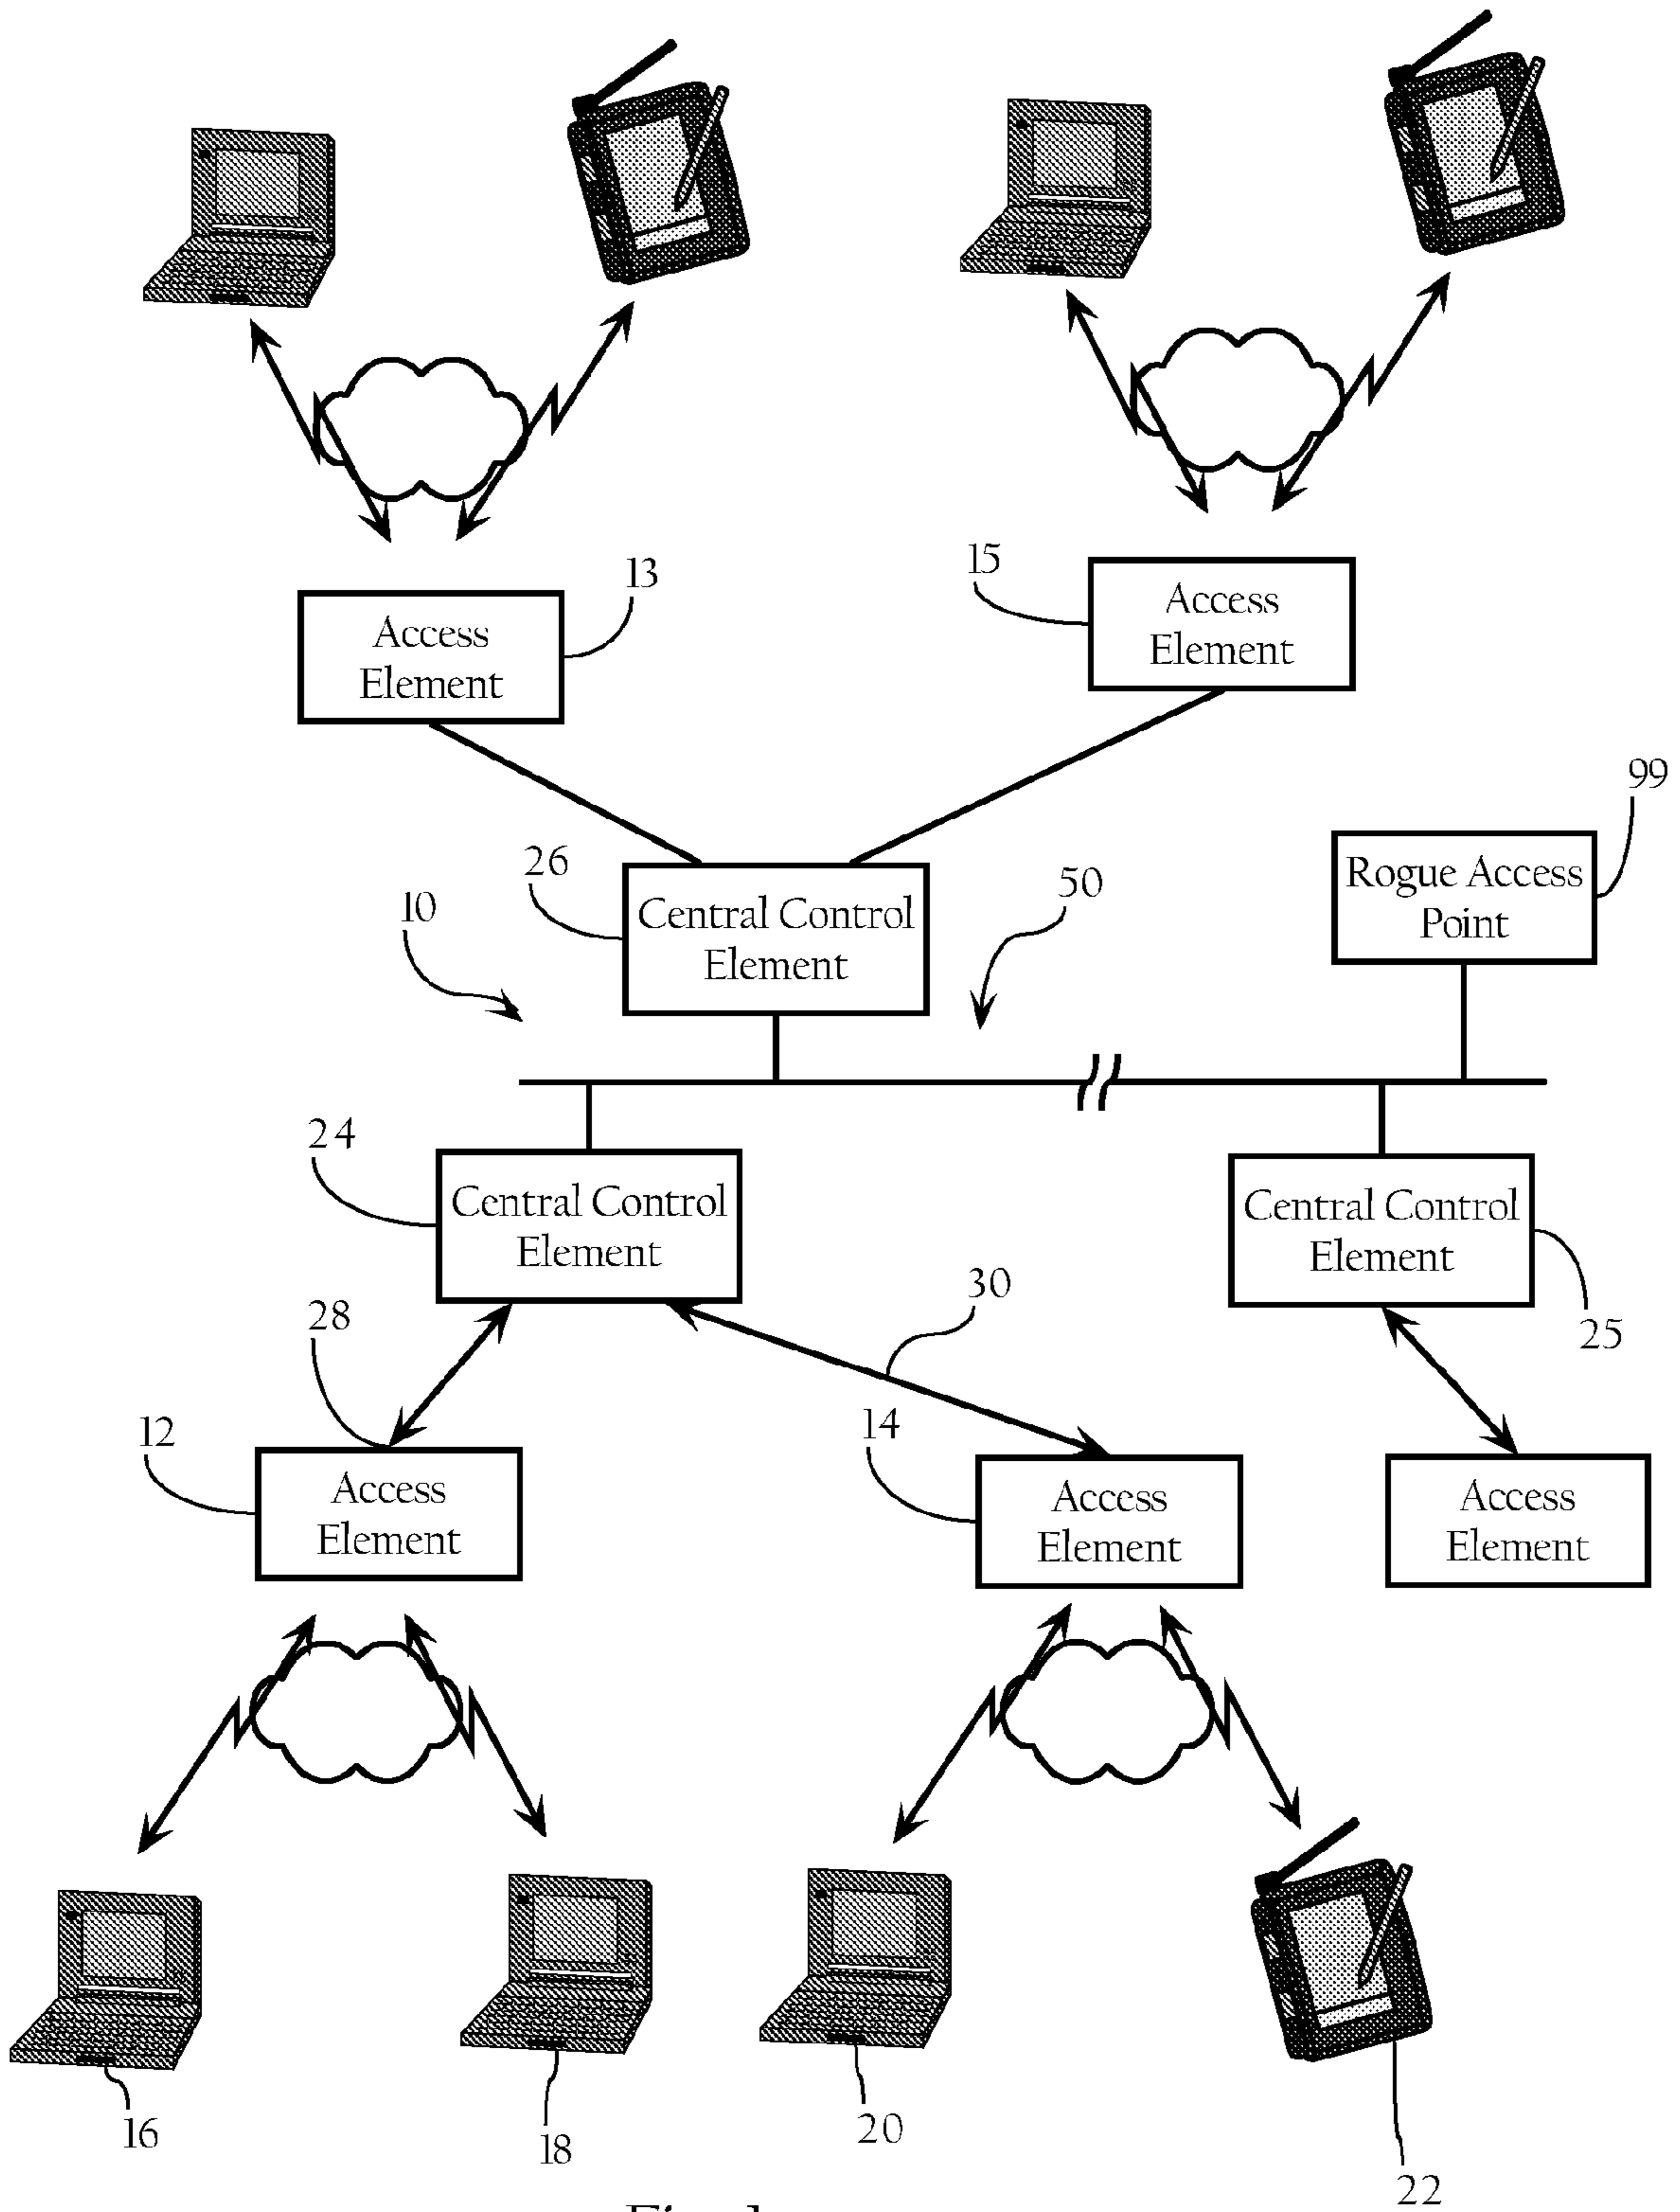 13
Access
Element
15
Access
Element
99
Rogue Access
Point
26
Central Control
Element
10
50
24
Central Control
Element
Central Control
Element
25
30
28
12
Access
Element
14
Access
Element
Access
Element
16
18
20
22